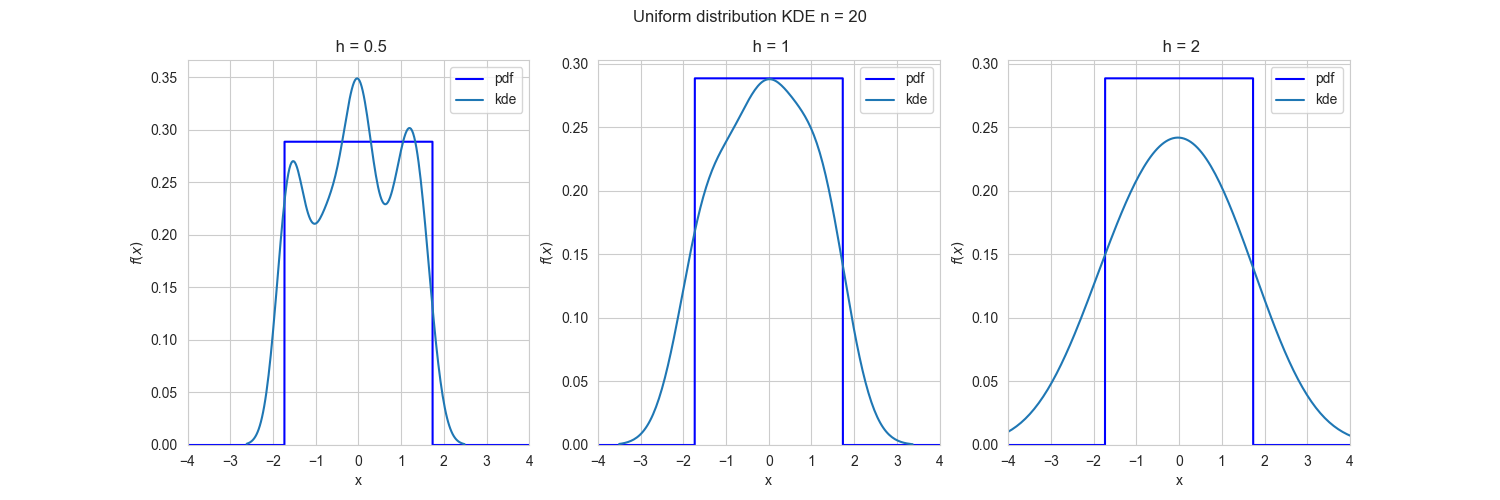 Uniform distribution KDE n = 20
h = 0.5
f(x)
0.35
0.30
0.25
0.20
0.15
0.10
0.05
0.00
−4 −3 −2 −1 0 1 2 3 4
x
pdf
kde
h = 1
f(x)
0.30
0.25
0.20
0.15
0.10
0.05
0.00
−4 −3 −2 −1 0 1 2 3 4
x
pdf
kde
h = 2
f(x)
0.30
0.25
0.20
0.15
0.10
0.05
0.00
−4 −3 −2 −1 0 1 2 3 4
x
pdf
kde